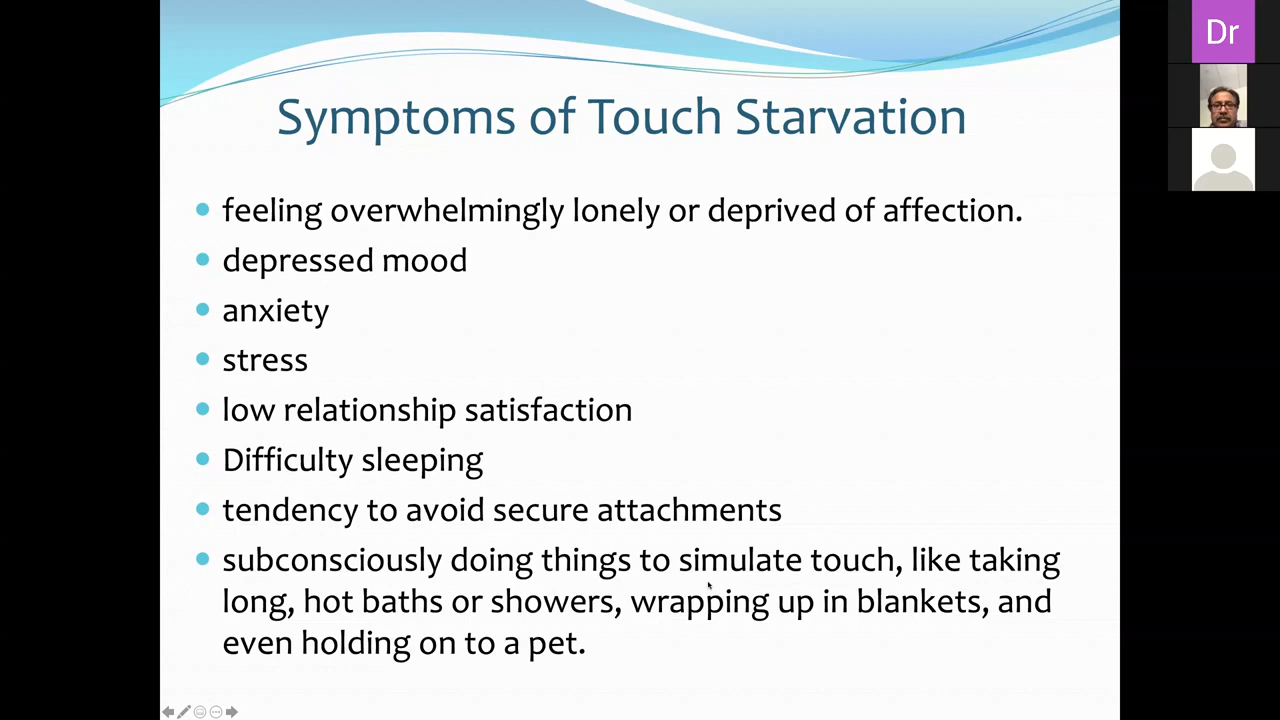 Symptoms of Touch Starvation
feeling overwhelmingly lonely or deprived of affection.
depressed mood
anxiety
stress
low relationship satisfaction
Difficulty sleeping
tendency to avoid secure attachments
subconsciously doing things to simulate touch, like taking
long, hot baths or showers, wrapping up in blankets, and
even holding on to a pet.
Dr